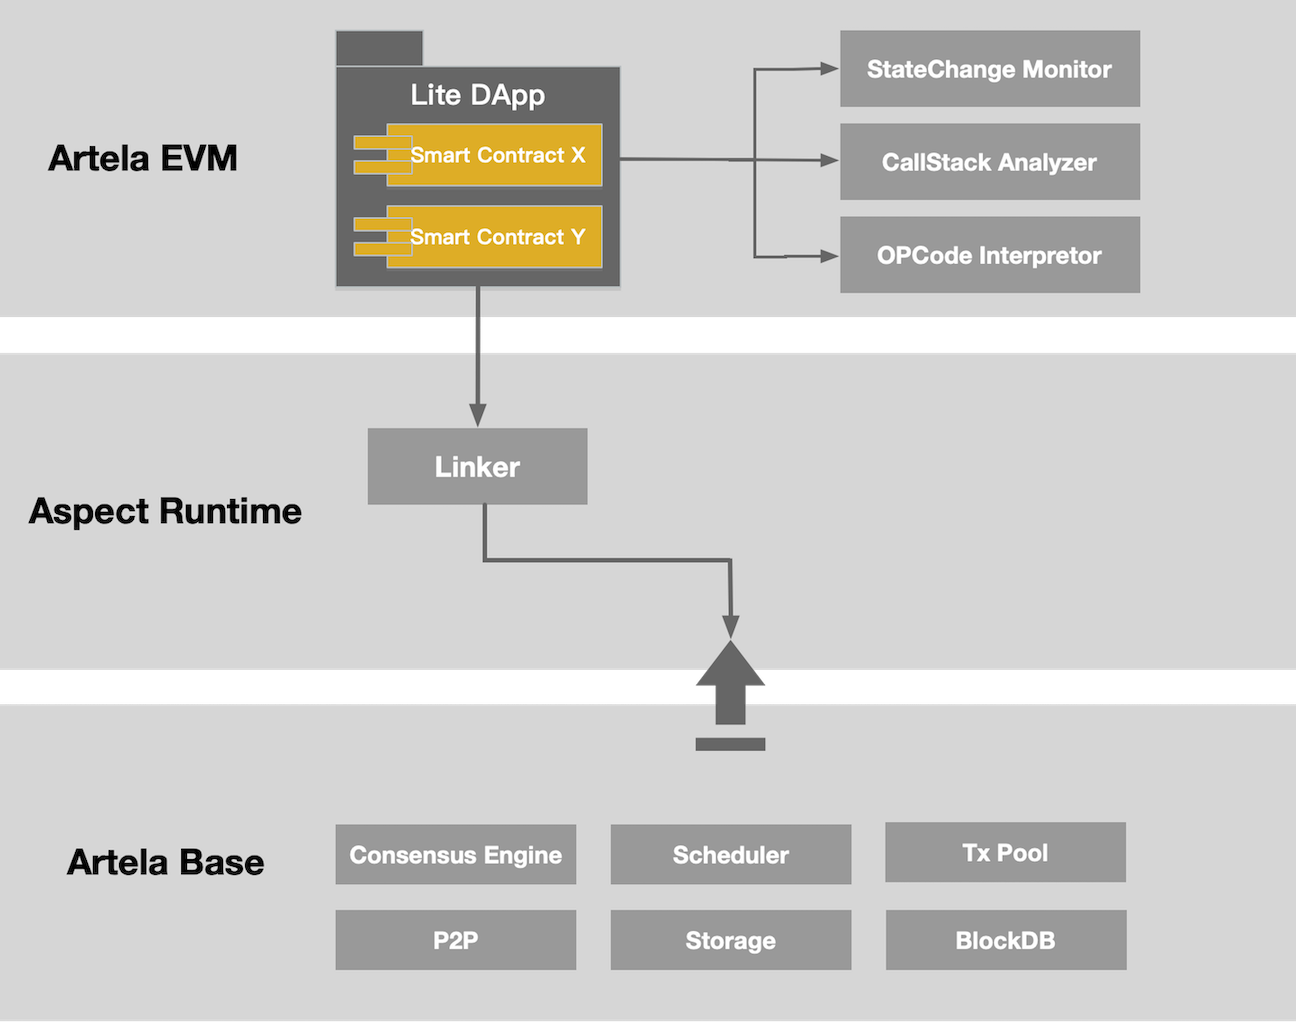 Artela EVM
Lite DApp
Smart Contract X
Smart Contract Y
StateChange Monitor
CallStack Analyzer
OPCode Interpretor
Aspect Runtime
Linker
Artela Base
Consensus Engine
Scheduler
Tx Pool
P2P
Storage
BlockDB